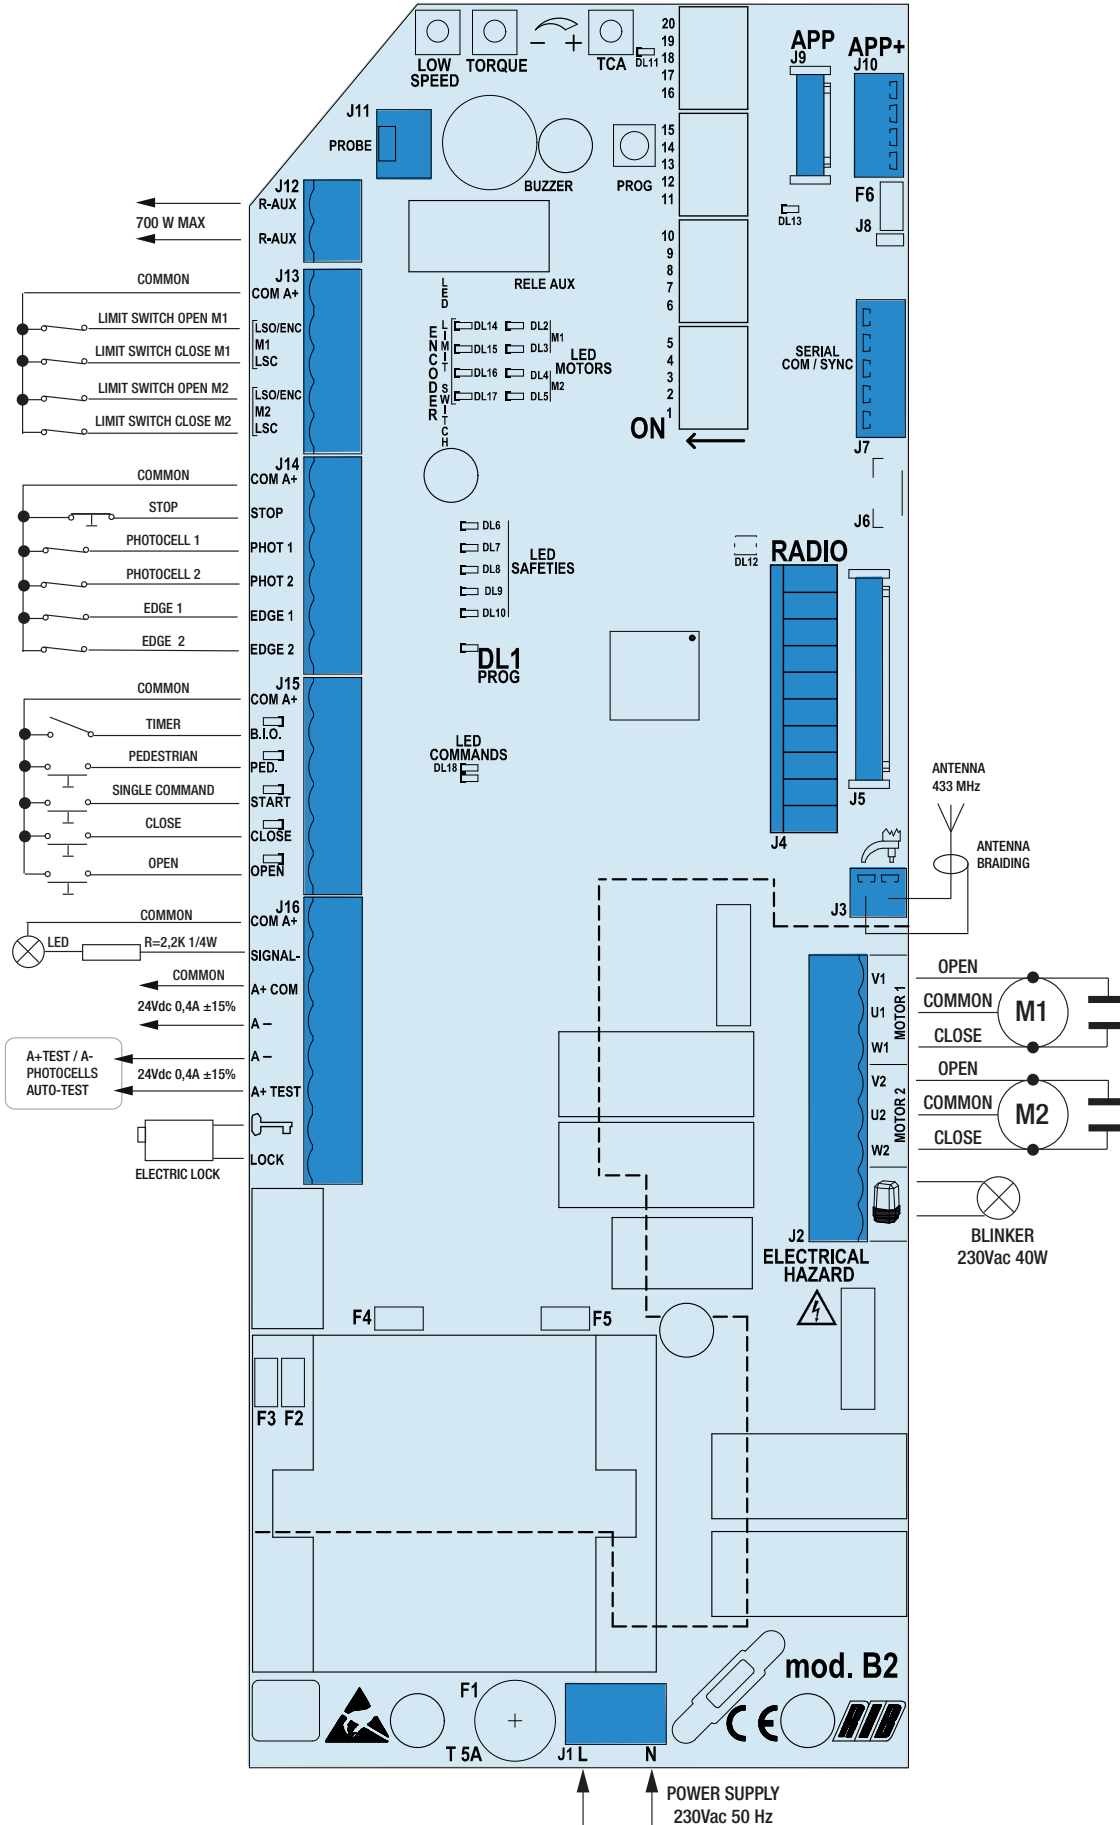 LOW
SPEED
TORQUE
− +
TCA
DL11
20
19
18
17
16
APP
J9
APP+
J10
J11
PROBE
BUZZER
PROG
15
14
13
12
11
F6
J8
DL13
J12
R-AUX
700 W MAX
R-AUX
RELE AUX
10
9
8
7
6
COMMON
J13
COM A+
LIMIT SWITCH OPEN M1
LSO/ENC
M1
LIMIT SWITCH CLOSE M1
LSC
LIMIT SWITCH OPEN M2
LSO/ENC
M2
LIMIT SWITCH CLOSE M2
LSC
ENCODER
LED LIMIT SWITCH
DL14
DL15
DL16
DL17
DL2
DL3
DL4
DL5
M1
M2
LED
MOTORS
5
4
3
2
1
ON
SERIAL
COM / SYNC
J7
J6
COMMON
J14
COM A+
STOP
STOP
PHOTOCELL 1
PHOT 1
PHOTOCELL 2
PHOT 2
EDGE 1
EDGE 1
EDGE 2
EDGE 2
DL6
DL7
DL8
DL9
DL10
LED
SAFETIES
DL1
PROG
DL12
RADIO
J5
J4
COMMON
J15
COM A+
TIMER
B.I.O.
PEDESTRIAN
PED.
SINGLE COMMAND
START
CLOSE
CLOSE
OPEN
OPEN
LED
COMMANDS
DL18
ANTENNA
433 MHz
ANTENNA
BRAIDING
J3
COMMON
J16
COM A+
LED
R=2,2K 1/4W
SIGNAL-
COMMON
A+ COM
24Vdc 0,4A ±15%
A −
A+TEST / A-
PHOTOCELLS
AUTO-TEST
A −
24Vdc 0,4A ±15%
A+ TEST
LOCK
ELECTRIC LOCK
V1
U1
W1
MOTOR 1
OPEN
COMMON
CLOSE
M1
V2
U2
W2
MOTOR 2
OPEN
COMMON
CLOSE
M2
J2
BLINKER
230Vac 40W
ELECTRICAL
HAZARD
F4
F5
F3
F2
mod. B2
F1
T 5A
J1
L
N
CE
RIB
POWER SUPPLY
230Vac 50 Hz